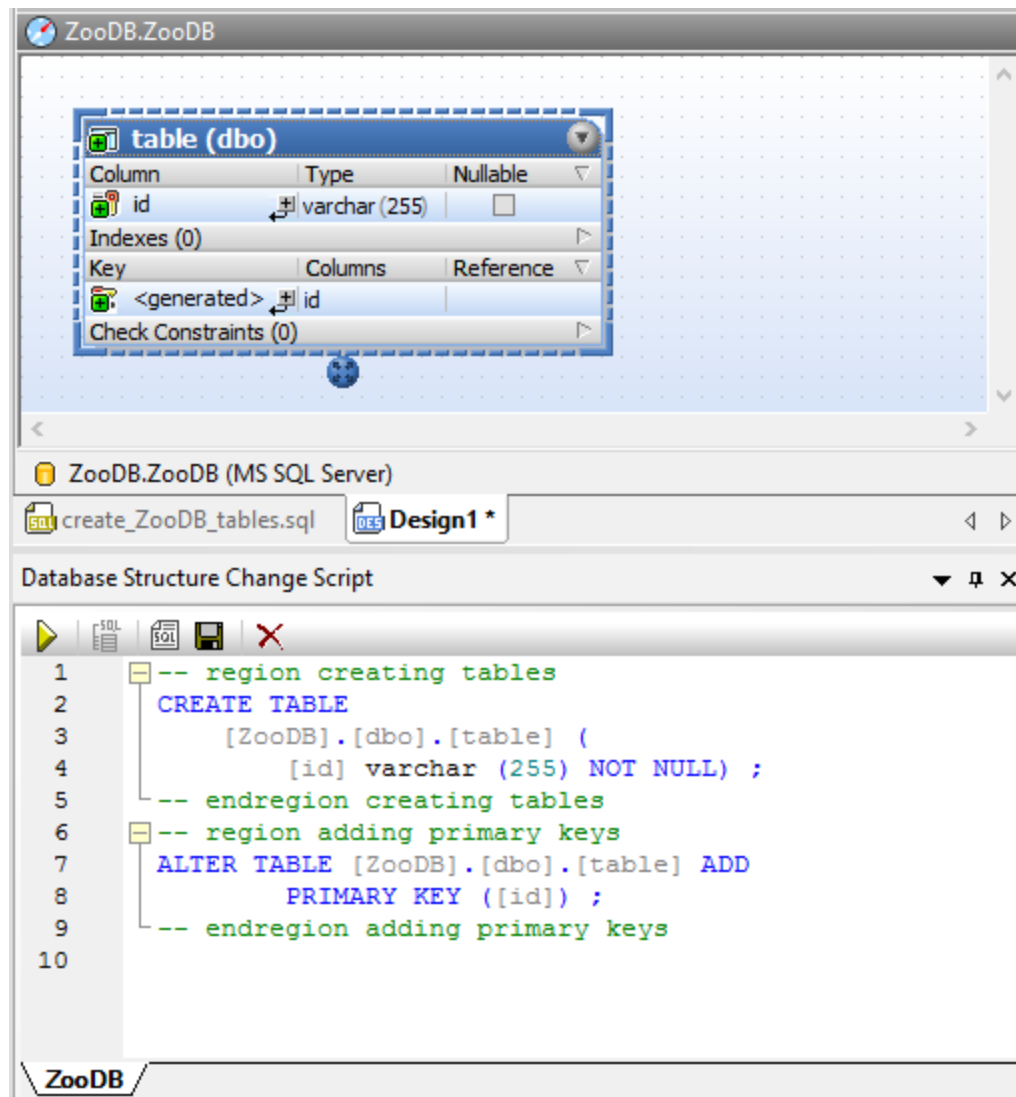 ZooDB.ZooDB
table (dbo)
Column Type Nullable
id varchar (255)
Indexes (0)
Key Columns Reference
<generated> id
Check Constraints (0)
ZooDB.ZooDB (MS SQL Server)
SQL create_ZooDB_tables.sql DES Design1 *
Database Structure Change Script
SQL SQL
1 -- region creating tables
2 CREATE TABLE
3 [ZooDB].[dbo].[table] (
4 [id] varchar (255) NOT NULL) ;
5 -- endregion creating tables
6 -- region adding primary keys
7 ALTER TABLE [ZooDB].[dbo].[table] ADD
8 PRIMARY KEY ([id]) ;
9 -- endregion adding primary keys
10
ZooDB